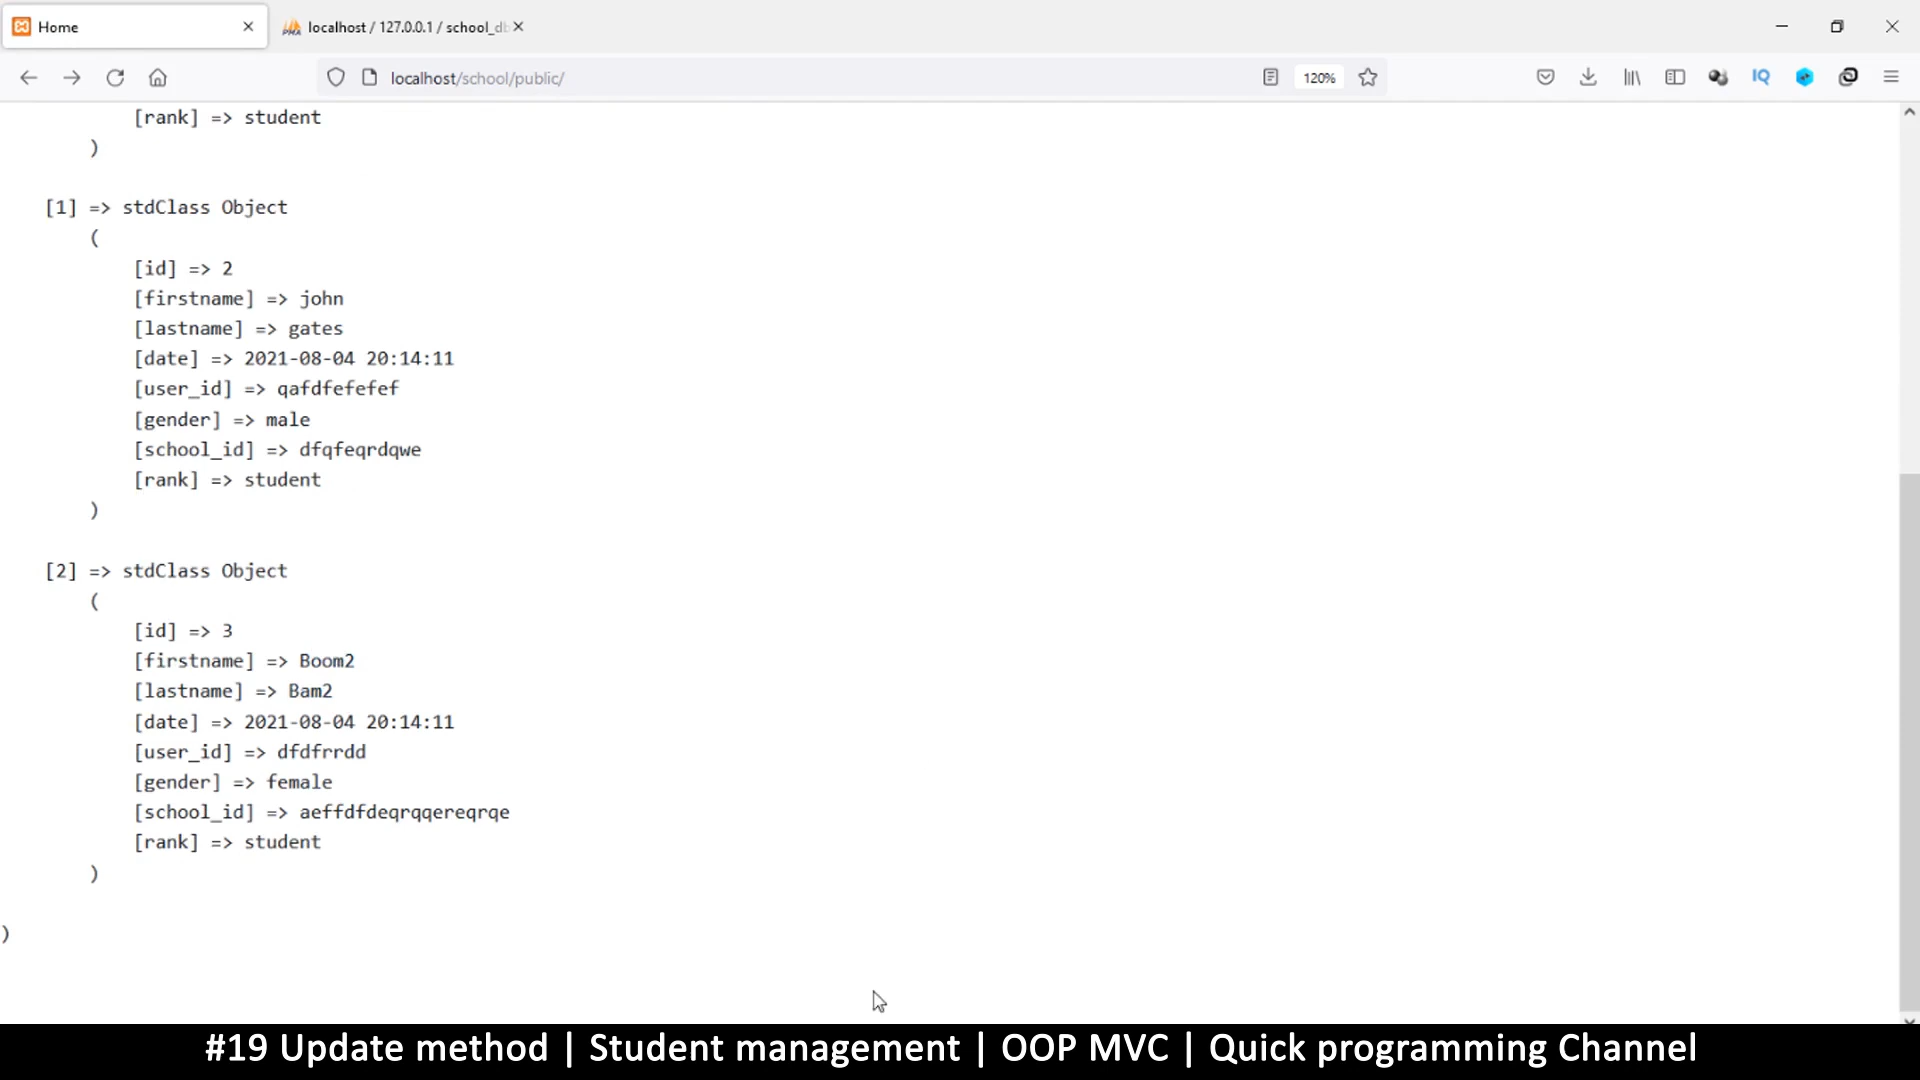 Home
localhost / 127.0.0.1 / school_db
localhost/school/public/
120%
IQ
[rank] => student
)
[1] => stdClass Object
(
[id] => 2
[firstname] => john
[lastname] => gates
[date] => 2021-08-04 20:14:11
[user_id] => qafdfefefef
[gender] => male
[school_id] => dfqfeqrdqwe
[rank] => student
)
[2] => stdClass Object
(
[id] => 3
[firstname] => Boom2
[lastname] => Bam2
[date] => 2021-08-04 20:14:11
[user_id] => dfdfrrdd
[gender] => female
[school_id] => aeffdfdeqrqqereqrqe
[rank] => student
)
)
#19 Update method | Student management | OOP MVC | Quick programming Channel